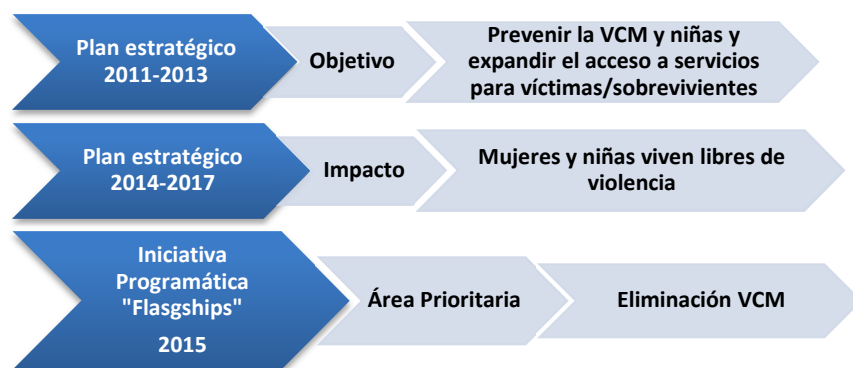 Plan estratégico
2011-2013
Objetivo
Prevenir la VCM y niñas y
expandir el acceso a servicios
para víctimas/sobrevivientes
Plan estratégico
2014-2017
Impacto
Mujeres y niñas viven libres de
violencia
Iniciativa
Programática
"Flasgships"
2015
Área Prioritaria
Eliminación VCM